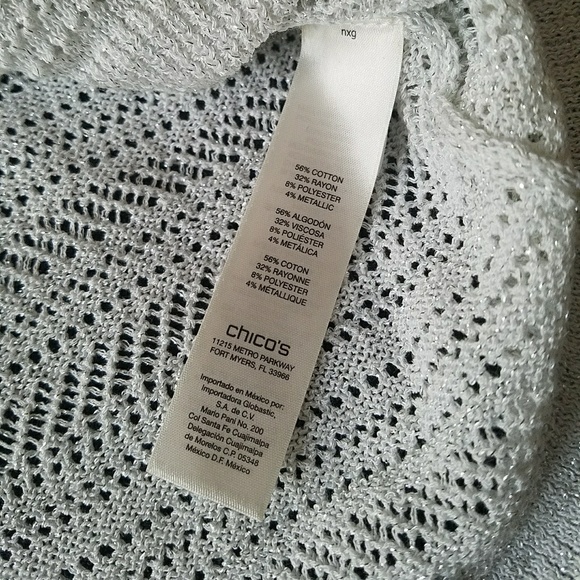 nxg
56% COTTON
32% RAYON
8% POLYESTER
4% METALLIC
56% ALGODÓN
32% VISCOSA
8% POLIÉSTER
4% METÁLICA
56% COTON
32% RAYONNE
8% POLYESTER
4% MÉTALLIQUE
chico's
11215 METRO PARKWAY
FORT MYERS, FL 33966
Importado en México por:
Importadora Globastic,
S.A. de C.V.
Mario Pani No. 200
Col Santa Fe Cuajimalpa
Delegación Cuajimalpa
de Morelos C.P. 05348
México D.F. México